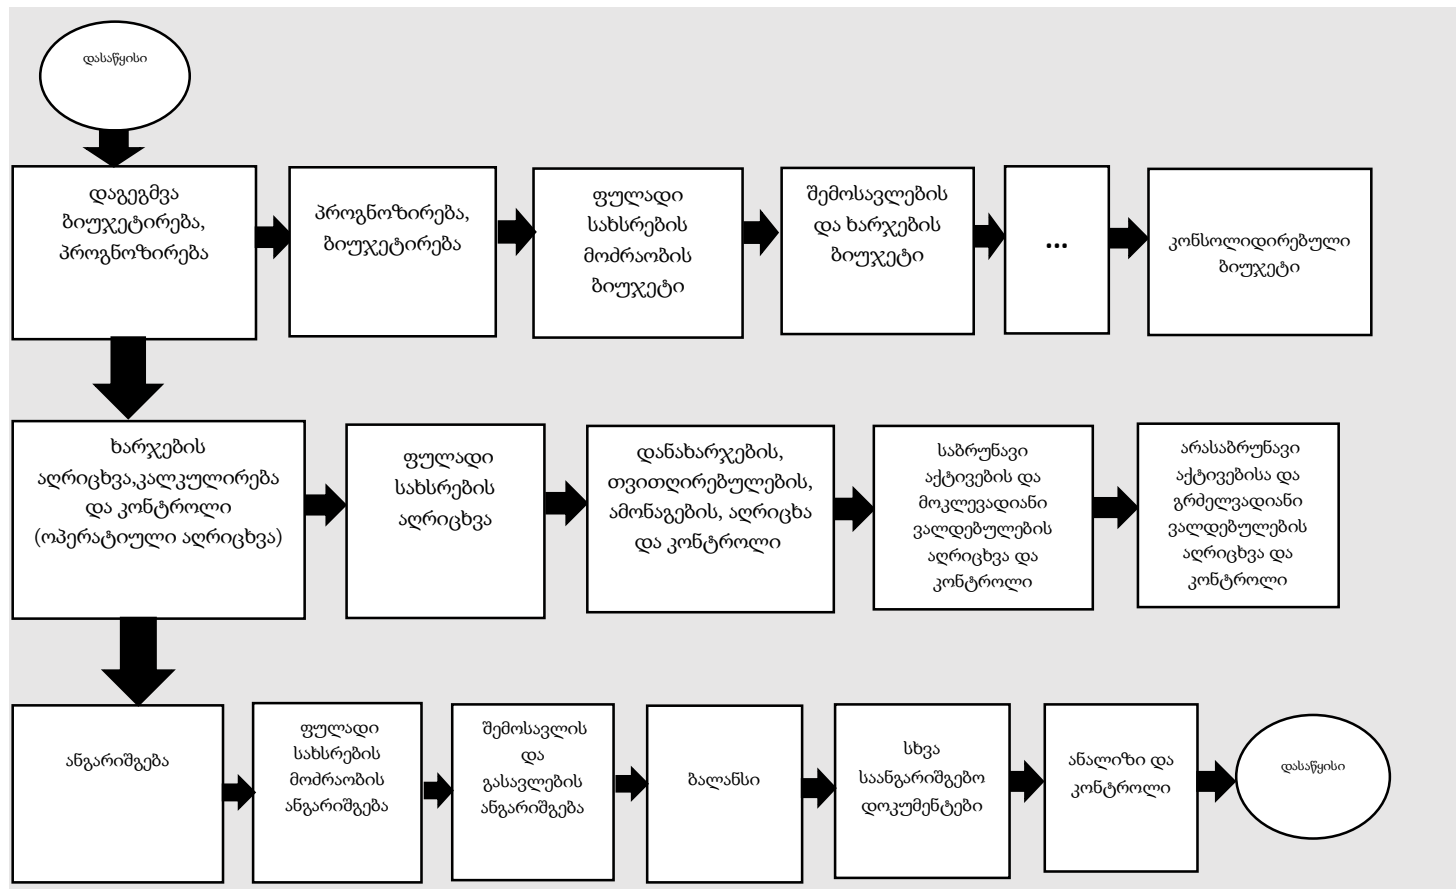 დასაწყისი
დაგეგმვა
ბიუჯეტირება,
პროგნოზირება
პროგნოზირება,
ბიუჯეტირება
ფულადი
სახსრების
მოძრაობის
ბიუჯეტი
შემოსავლების
და ხარჯების
ბიუჯეტი
...
კონსოლიდირებული
ბიუჯეტი
ხარჯების
აღრიცხვა,კალკულირება
და კონტროლი
(ოპერატიული აღრიცხვა)
ფულადი
სახსრების
აღრიცხვა
დანახარჯების,
თვითღირებულების,
ამონაგების, აღრიცხა
და კონტროლი
საბრუნავი
აქტივების და
მოკლევადიანი
ვალდებულების
აღრიცხვა და
კონტროლი
არასაბრუნავი
აქტივებისა და
გრძელვადიანი
ვალდებულების
აღრიცხვა და
კონტროლი
ანგარიშგება
ფულადი
სახსრების
მოძრაობის
ანგარიშგება
შემოსავლის
და
გასავლების
ანგარიშგება
ბალანსი
სხვა
საანგარიშგებო
დოკუმენტები
ანალიზი და
კონტროლი
დასაწყისი